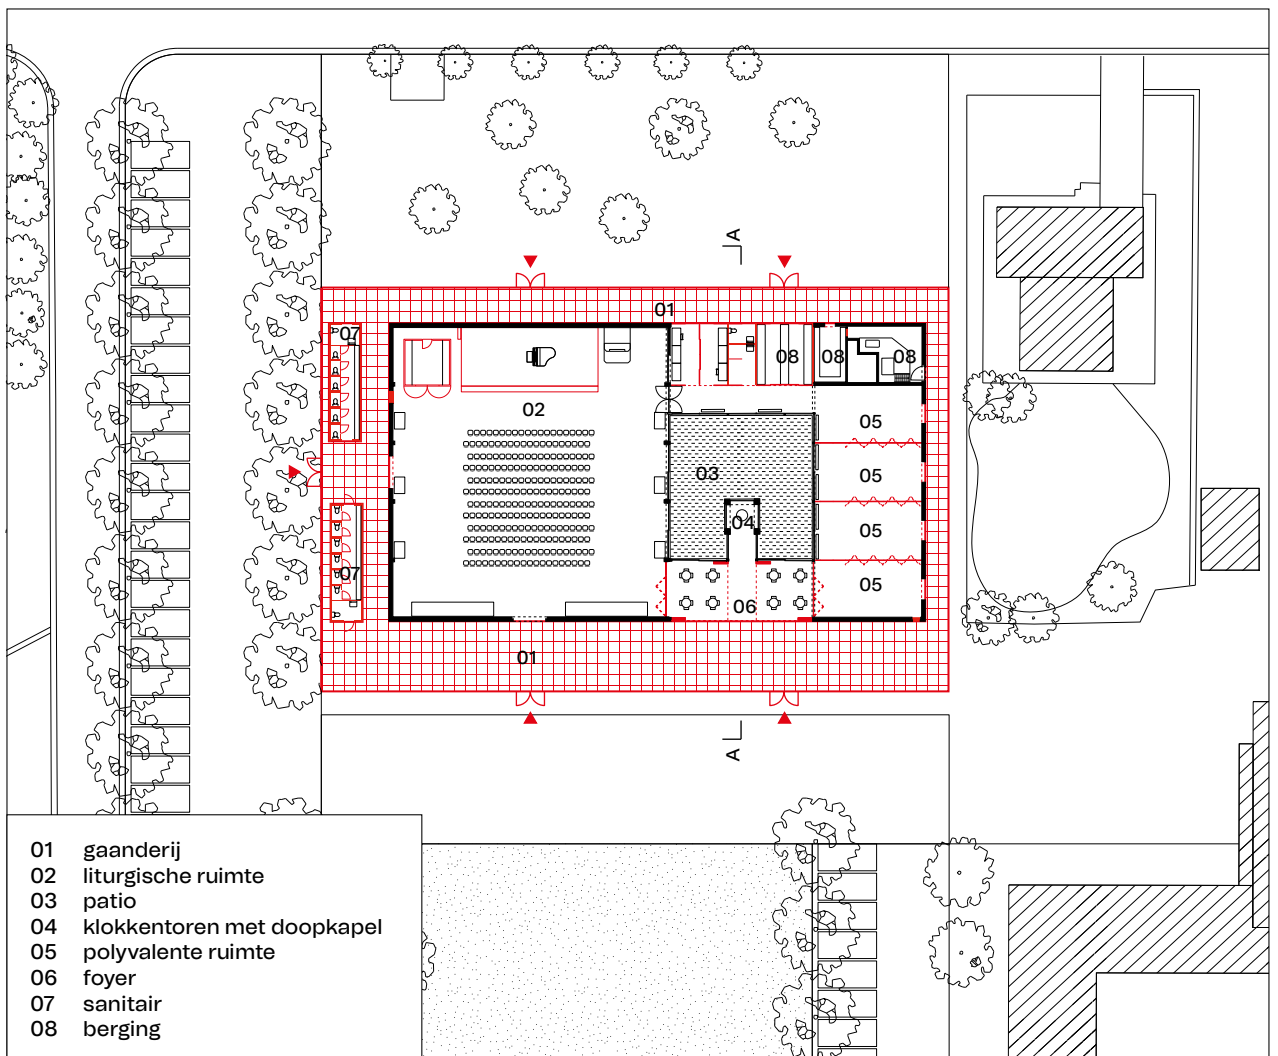 A
01
07
08
08
08
02
05
03
05
04
05
07
05
06
01
A
01 gaanderij
02 liturgische ruimte
03 patio
04 klokkentoren met doopkapel
05 polyvalente ruimte
06 foyer
07 sanitair
08 berging